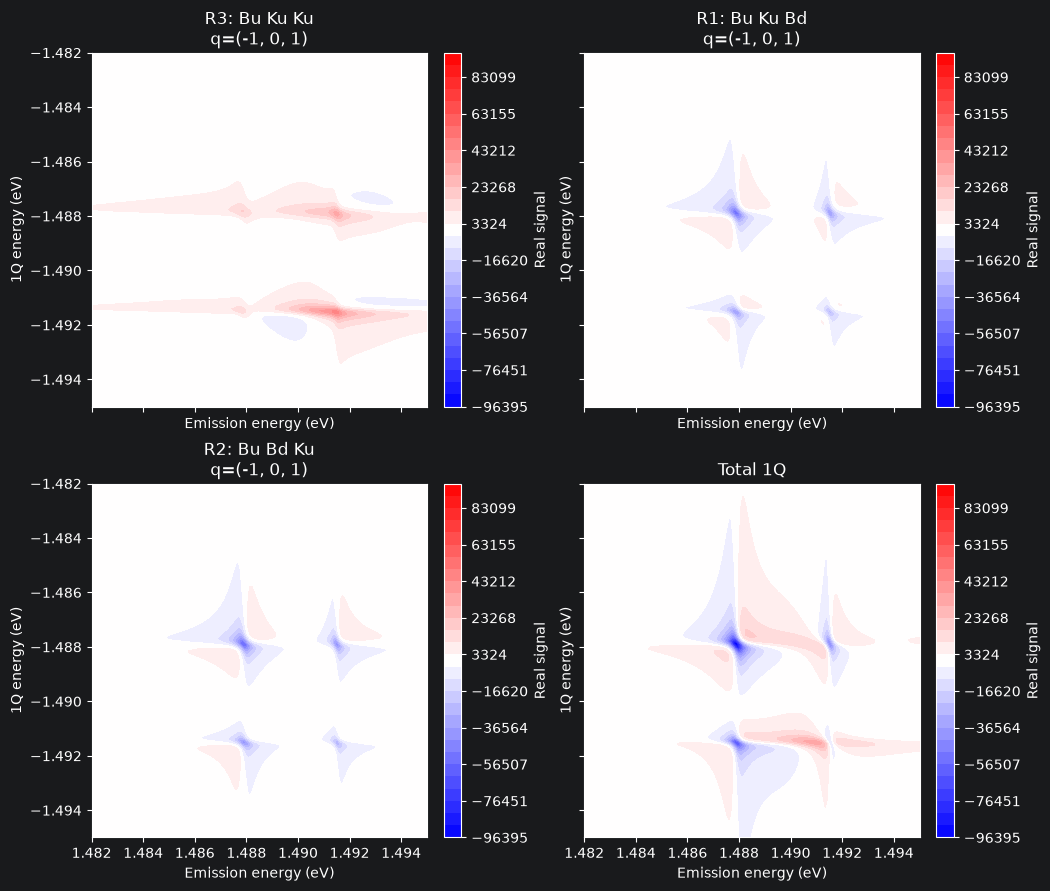 R3: Bu Ku Ku
q=(-1, 0, 1)
−1.482
−1.484
−1.486
−1.488
−1.490
−1.492
−1.494
1Q energy (eV)
Emission energy (eV)
83099
63155
43212
23268
3324
−16620
−36564
−56507
−76451
−96395
Real signal
R1: Bu Ku Bd
q=(-1, 0, 1)
1Q energy (eV)
Emission energy (eV)
83099
63155
43212
23268
3324
−16620
−36564
−56507
−76451
−96395
Real signal
R2: Bu Bd Ku
q=(-1, 0, 1)
−1.482
−1.484
−1.486
−1.488
−1.490
−1.492
−1.494
1Q energy (eV)
1.482 1.484 1.486 1.488 1.490 1.492 1.494
Emission energy (eV)
83099
63155
43212
23268
3324
−16620
−36564
−56507
−76451
−96395
Real signal
Total 1Q
1Q energy (eV)
1.482 1.484 1.486 1.488 1.490 1.492 1.494
Emission energy (eV)
83099
63155
43212
23268
3324
−16620
−36564
−56507
−76451
−96395
Real signal